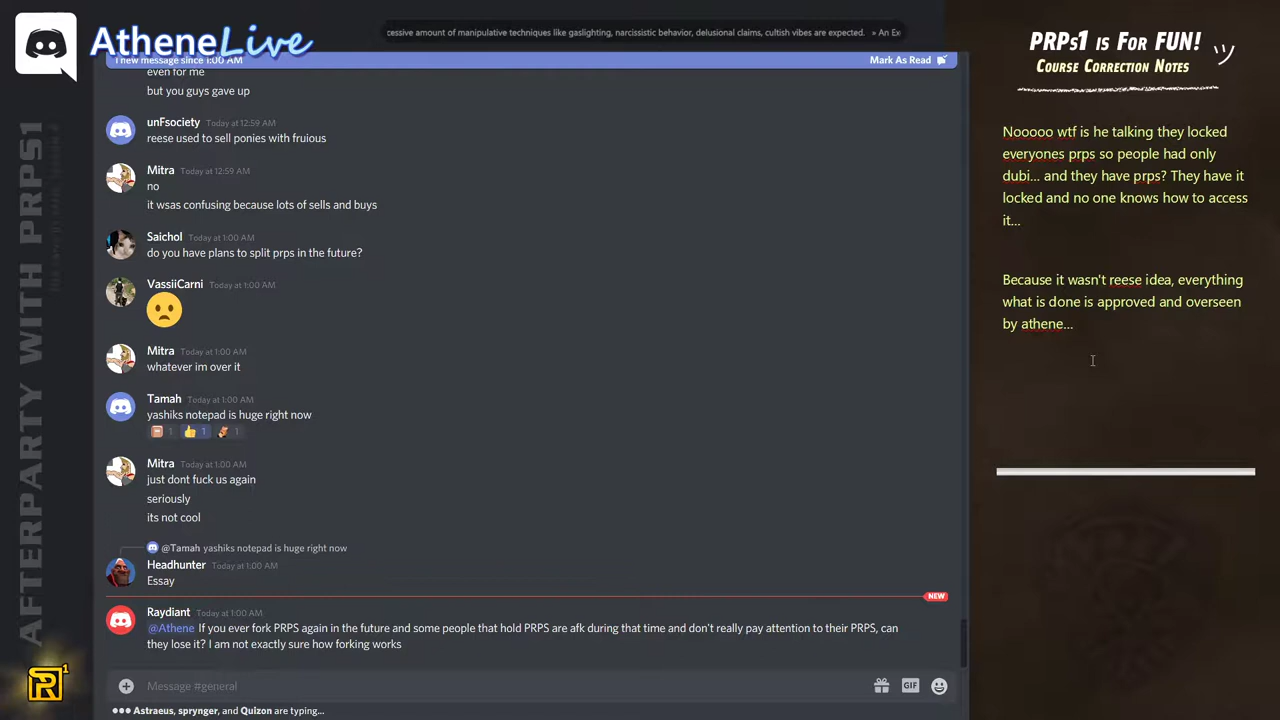 AtheneLive
cessive amount of manipulative techniques like gaslighting, narcissistic behavior, delusional claims, cultish vibes are expected. » An Ex
1 new message since 1:00 AM
Mark As Read
even for me
but you guys gave up
unFsociety Today at 12:59 AM
reese used to sell ponies with fruious
Mitra Today at 12:59 AM
no
it wsas confusing because lots of sells and buys
Saichol Today at 1:00 AM
do you have plans to split prps in the future?
VassiiCarni Today at 1:00 AM
Mitra Today at 1:00 AM
whatever im over it
Tamah Today at 1:00 AM
yashiks notepad is huge right now
1 1 1
Mitra Today at 1:00 AM
just dont fuck us again
seriously
its not cool
@Tamah yashiks notepad is huge right now
Headhunter Today at 1:00 AM
Essay
NEW
Raydiant Today at 1:00 AM
@Athene If you ever fork PRPS again in the future and some people that hold PRPS are afk during that time and don't really pay attention to their PRPS, can
they lose it? I am not exactly sure how forking works
Message #general
GIF
Astraeus, sprynger, and Quizon are typing...
AFTERPARTY WITH PRPS1
R1
PRPS1 IS FOR FUN!
COURSE CORRECTION NOTES
ツ
Nooooo wtf is he talking they locked
everyones prps so people had only
dubi... and they have prps? They have it
locked and no one knows how to access
it...
Because it wasn't reese idea, everything
what is done is approved and overseen
by athene...